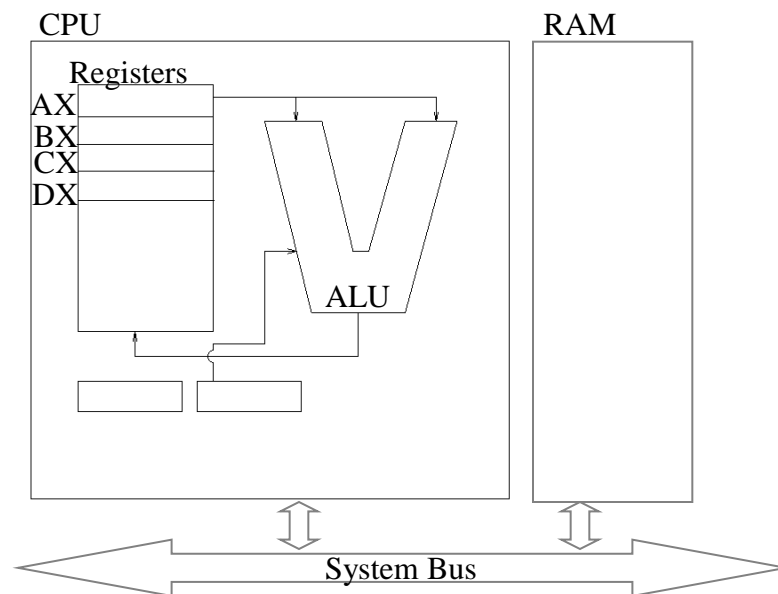 CPU
RAM
Registers
AX
BX
CX
DX
ALU
System Bus